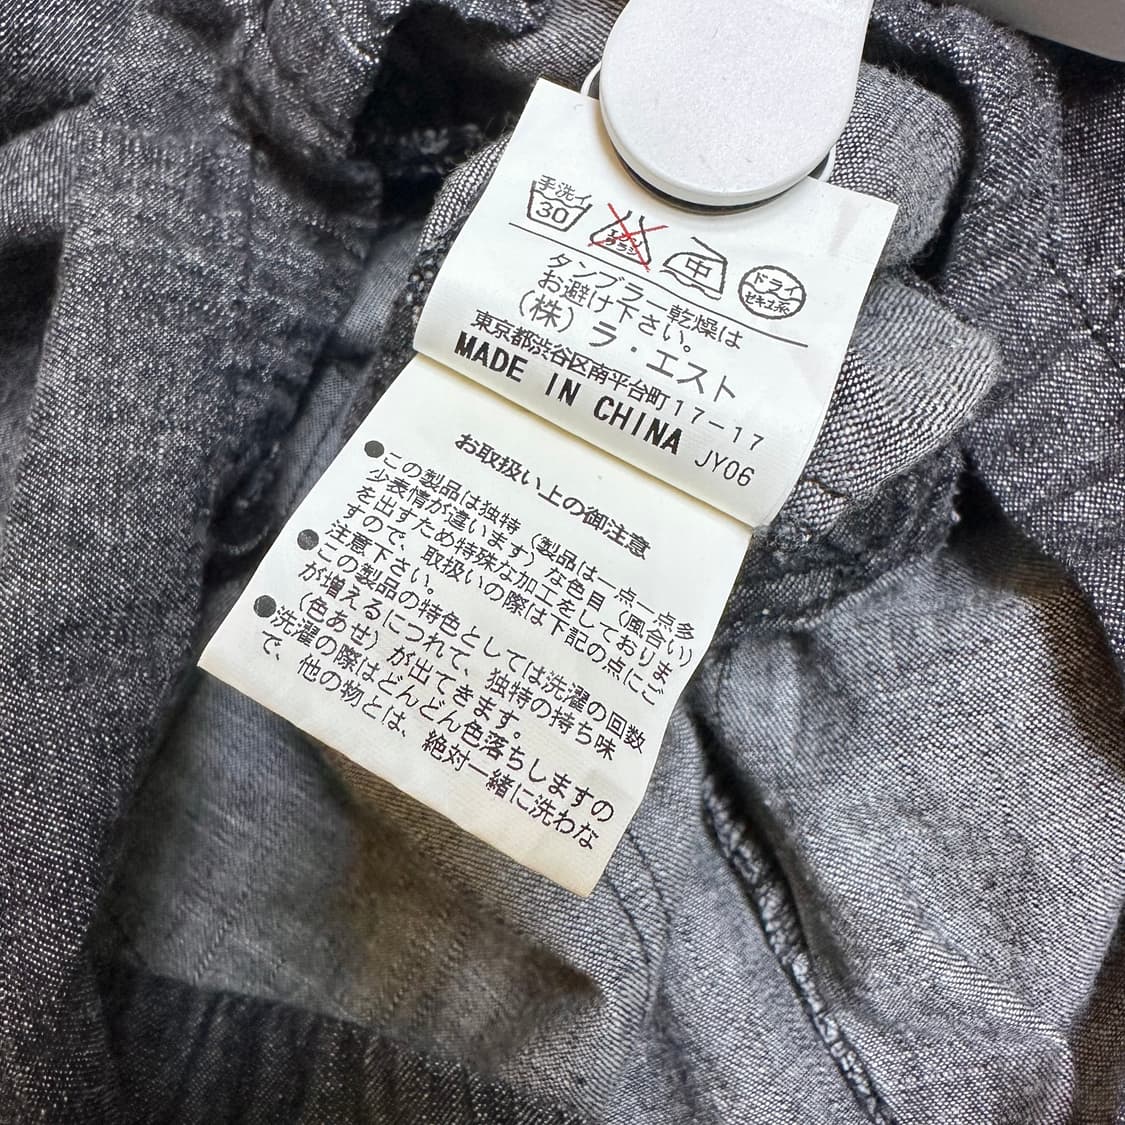 手洗イ
30
エンソ
サラシ
中
ドライ
セキユ系
タンブラー乾燥は
お避け下さい。
(株)ラ・エスト
東京都渋谷区南平台町17-17
MADE IN CHINA JY06
お取扱い上の御注意
●この製品は独特(製品は一点一点多
少表情が違います)な色目(風合い)
を出すため特殊な加工をしておりま
すので、取扱いの際は下記の点にご
注意下さい。
●この製品の特色としては洗濯の回数
が増えるにつれて、独特の持ち味
(色あせ)が出てきます。
●洗濯の際はどんどん色落ちしますの
で、他の物とは、絶対一緒に洗わな